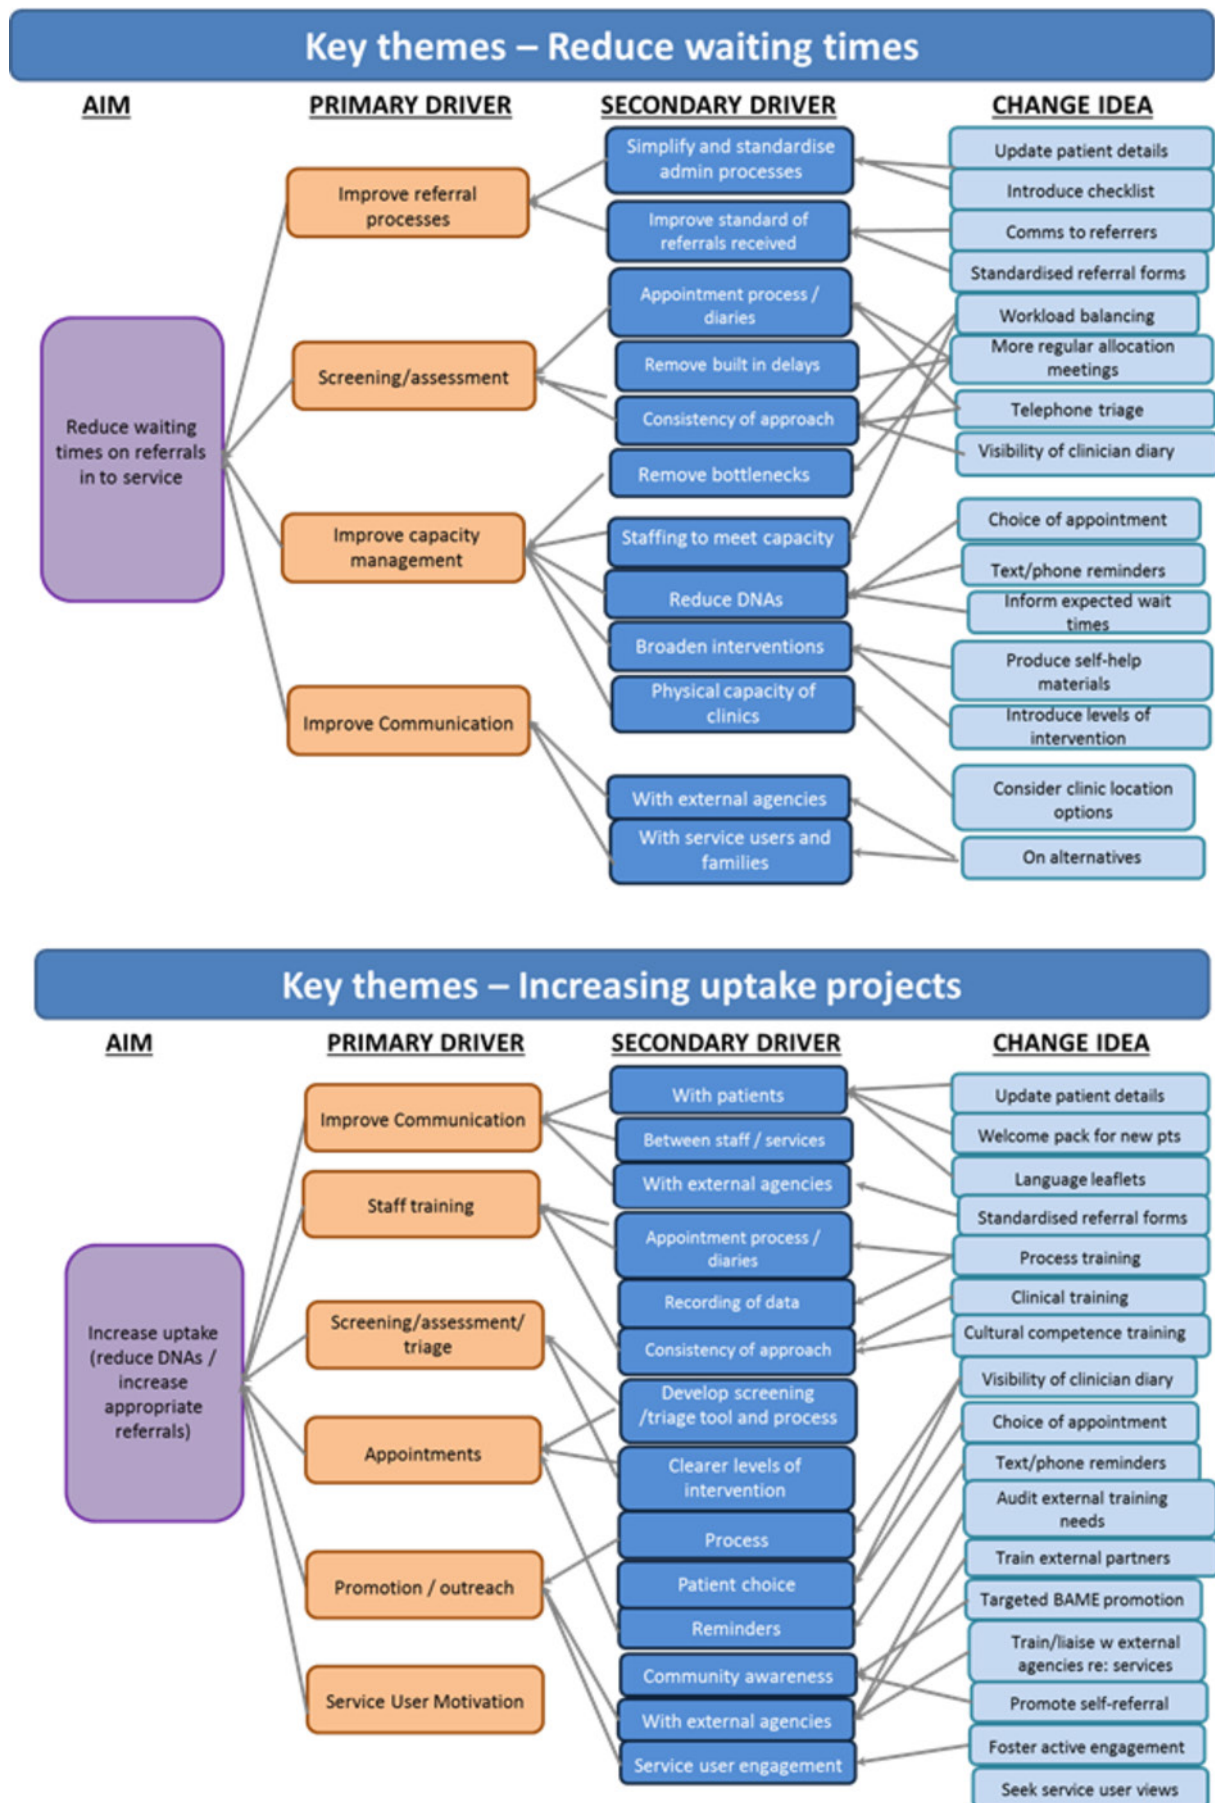 Key themes – Reduce waiting times
AIM
PRIMARY DRIVER
SECONDARY DRIVER
CHANGE IDEA
Reduce waiting
times on referrals
in to service
Improve referral
processes
Screening/assessment
Improve capacity
management
Improve Communication
Simplify and standardise
admin processes
Improve standard of
referrals received
Appointment process /
diaries
Remove built in delays
Consistency of approach
Remove bottlenecks
Staffing to meet capacity
Reduce DNAs
Broaden interventions
Physical capacity of
clinics
With external agencies
With service users and
families
Update patient details
Introduce checklist
Comms to referrers
Standardised referral forms
Workload balancing
More regular allocation
meetings
Telephone triage
Visibility of clinician diary
Choice of appointment
Text/phone reminders
Inform expected wait
times
Produce self-help
materials
Introduce levels of
intervention
Consider clinic location
options
On alternatives
Key themes – Increasing uptake projects
AIM
PRIMARY DRIVER
SECONDARY DRIVER
CHANGE IDEA
Increase uptake
(reduce DNAs /
increase
appropriate
referrals)
Improve Communication
Staff training
Screening/assessment/
triage
Appointments
Promotion / outreach
Service User Motivation
With patients
Between staff / services
With external agencies
Appointment process /
diaries
Recording of data
Consistency of approach
Develop screening
/triage tool and process
Clearer levels of
intervention
Process
Patient choice
Reminders
Community awareness
With external agencies
Service user engagement
Update patient details
Welcome pack for new pts
Language leaflets
Standardised referral forms
Process training
Clinical training
Cultural competence training
Visibility of clinician diary
Choice of appointment
Text/phone reminders
Audit external training
needs
Train external partners
Targeted BAME promotion
Train/liaise w external
agencies re: services
Promote self-referral
Foster active engagement
Seek service user views